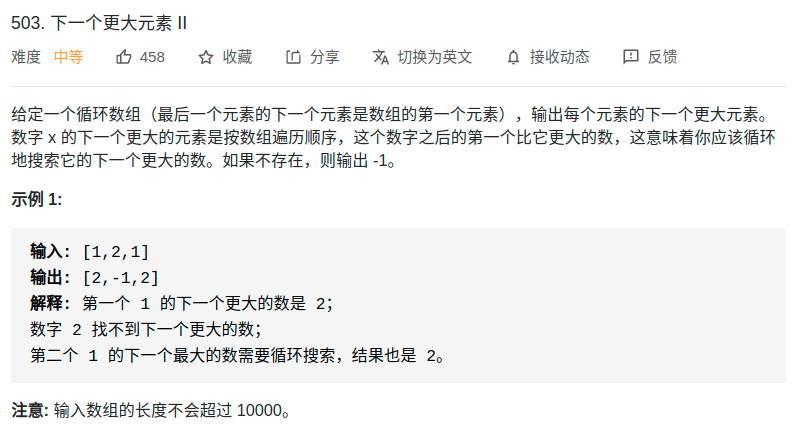 503. 下一个更大元素 II
难度 中等 458 收藏 分享 切换为英文 接收动态 反馈
给定一个循环数组（最后一个元素的下一个元素是数组的第一个元素），输出每个元素的下一个更大元素。
数字 x 的下一个更大的元素是按数组遍历顺序，这个数字之后的第一个比它更大的数，这意味着你应该循环
地搜索它的下一个更大的数。如果不存在，则输出 -1。
示例 1:
输入: [1,2,1]
输出: [2,-1,2]
解释: 第一个 1 的下一个更大的数是 2；
数字 2 找不到下一个更大的数；
第二个 1 的下一个最大的数需要循环搜索，结果也是 2。
注意: 输入数组的长度不会超过 10000。